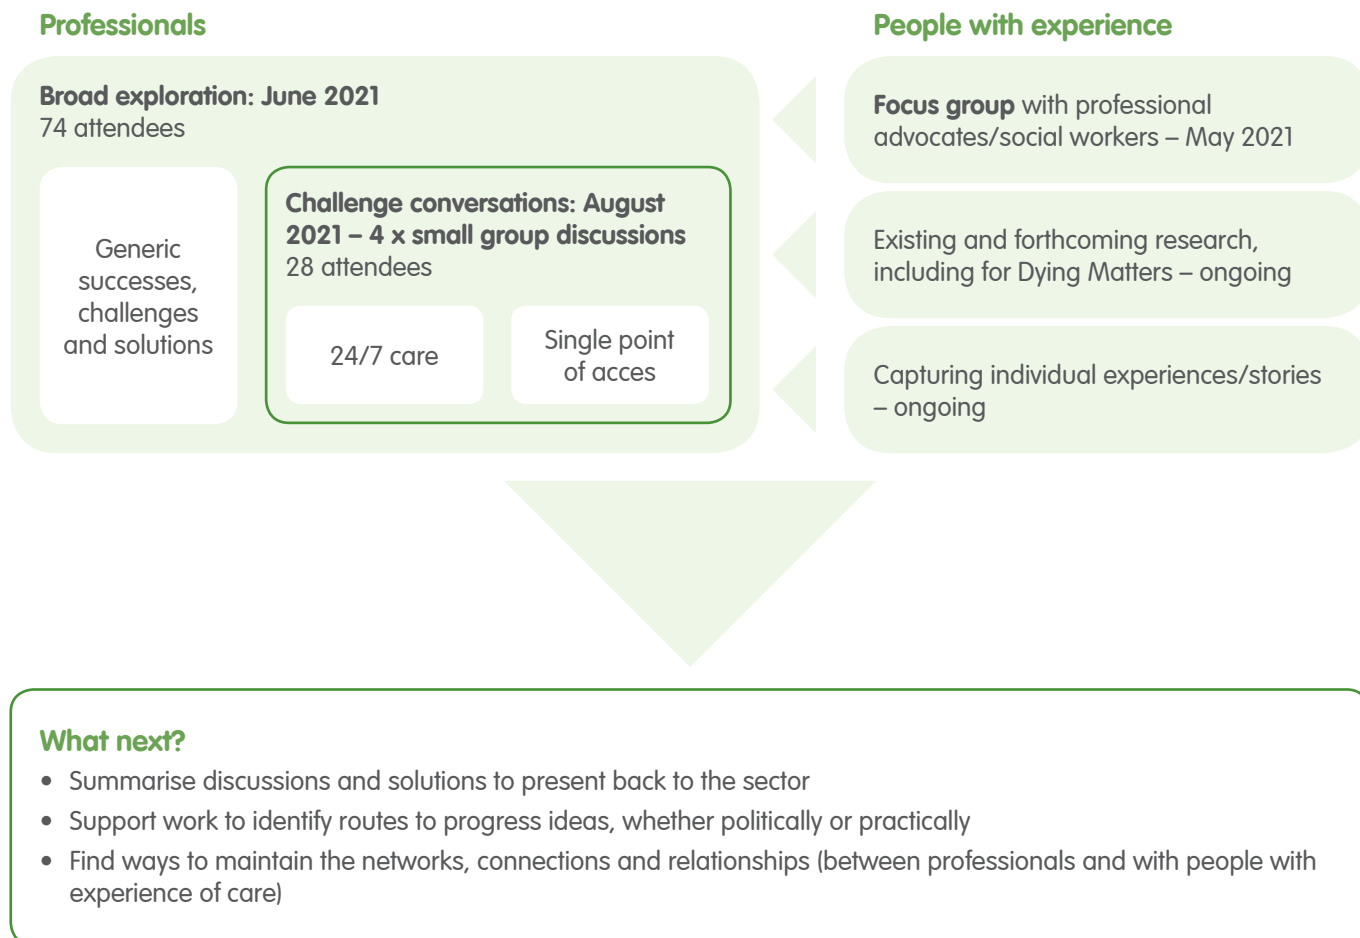 Professionals
Broad exploration: June 2021
74 attendees
Generic
successes,
challenges
and solutions
Challenge conversations: August
2021 – 4 x small group discussions
28 attendees
24/7 care
Single point
of acces
People with experience
Focus group with professional
advocates/social workers – May 2021
Existing and forthcoming research,
including for Dying Matters – ongoing
Capturing individual experiences/stories
– ongoing
What next?
• Summarise discussions and solutions to present back to the sector
• Support work to identify routes to progress ideas, whether politically or practically
• Find ways to maintain the networks, connections and relationships (between professionals and with people with
experience of care)